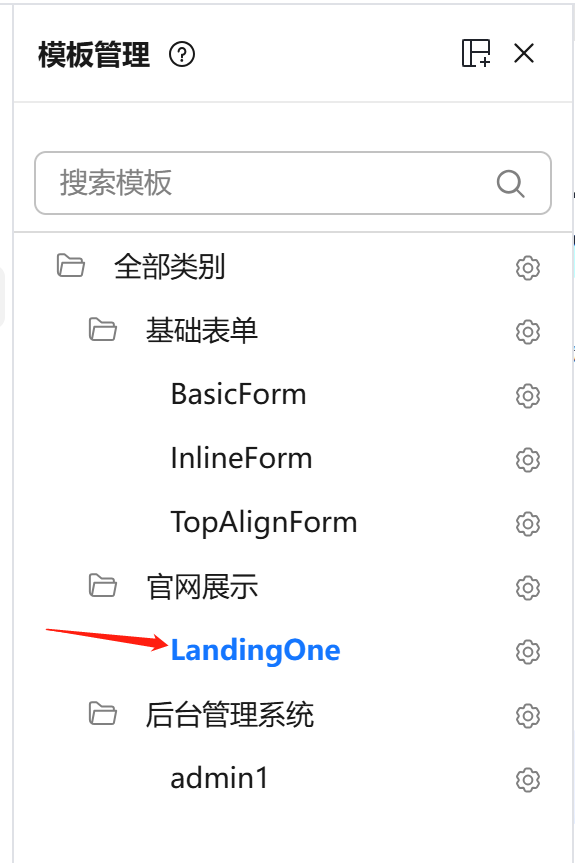 模板管理
搜索模板
全部类别
基础表单
BasicForm
InlineForm
TopAlignForm
官网展示
LandingOne
后台管理系统
admin1